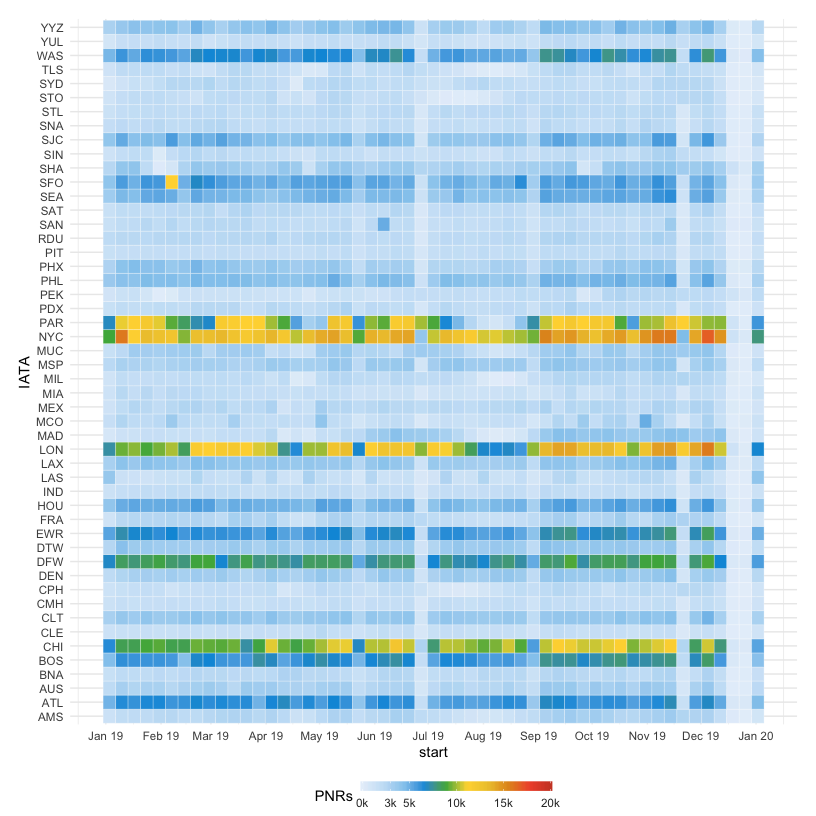 YYZ
YUL
WAS
TLS
SYD
STO
STL
SNA
SJC
SIN
SHA
SFO
SEA
SAT
SAN
RDU
PIT
PHX
PHL
PEK
PDX
PAR
NYC
MUC
MSP
MIL
MIA
MEX
MCO
MAD
LON
LAX
LAS
IND
HOU
FRA
EWR
DTW
DFW
DEN
CPH
CMH
CLT
CLE
CHI
BOS
BNA
AUS
ATL
AMS
IATA
Jan 19 Feb 19 Mar 19 Apr 19 May 19 Jun 19 Jul 19 Aug 19 Sep 19 Oct 19 Nov 19 Dec 19 Jan 20
start
PNRs
0k 3k 5k 10k 15k 20k